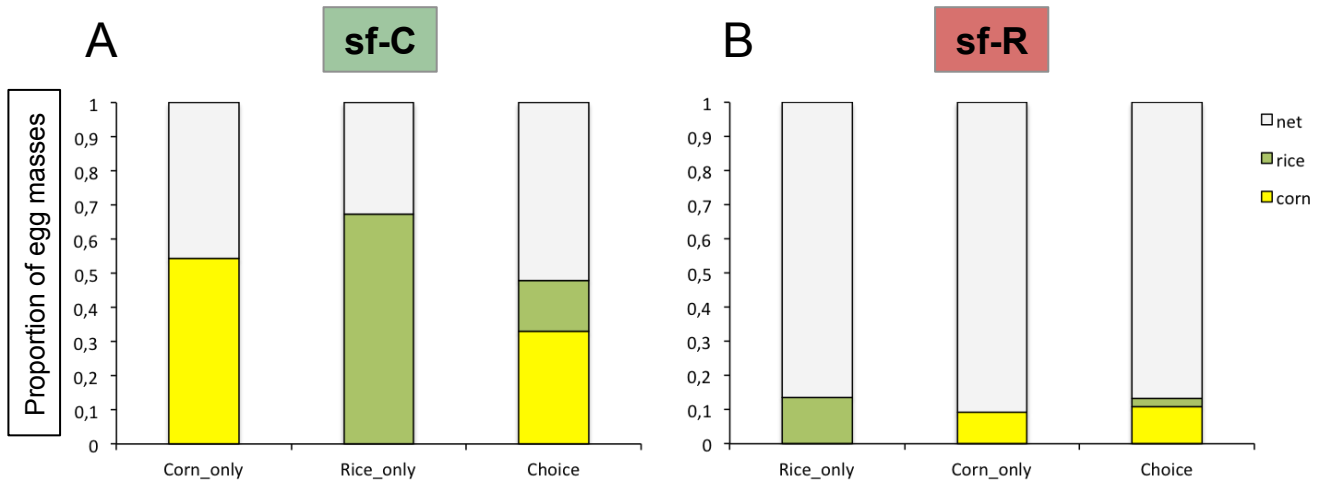 A
sf-C
B
sf-R
Proportion of egg masses
1
0,9
0,8
0,7
0,6
0,5
0,4
0,3
0,2
0,1
0
Corn_only
Rice_only
Choice
1
0,9
0,8
0,7
0,6
0,5
0,4
0,3
0,2
0,1
0
Rice_only
Corn_only
Choice
net
rice
corn